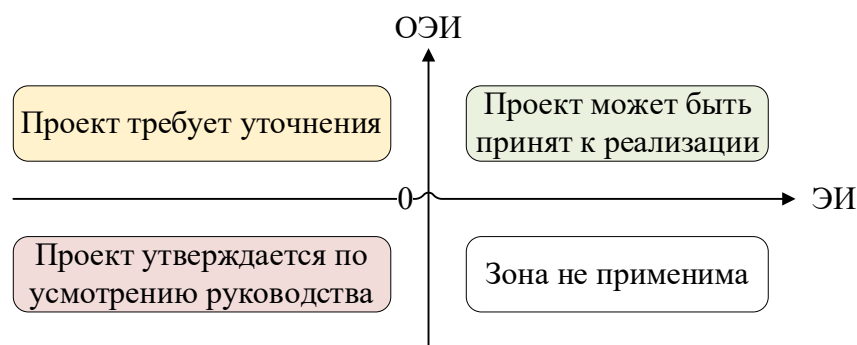 ОЭИ
Проект требует уточнения
Проект может быть
принят к реализации
0
ЭИ
Проект утверждается по
усмотрению руководства
Зона не применима